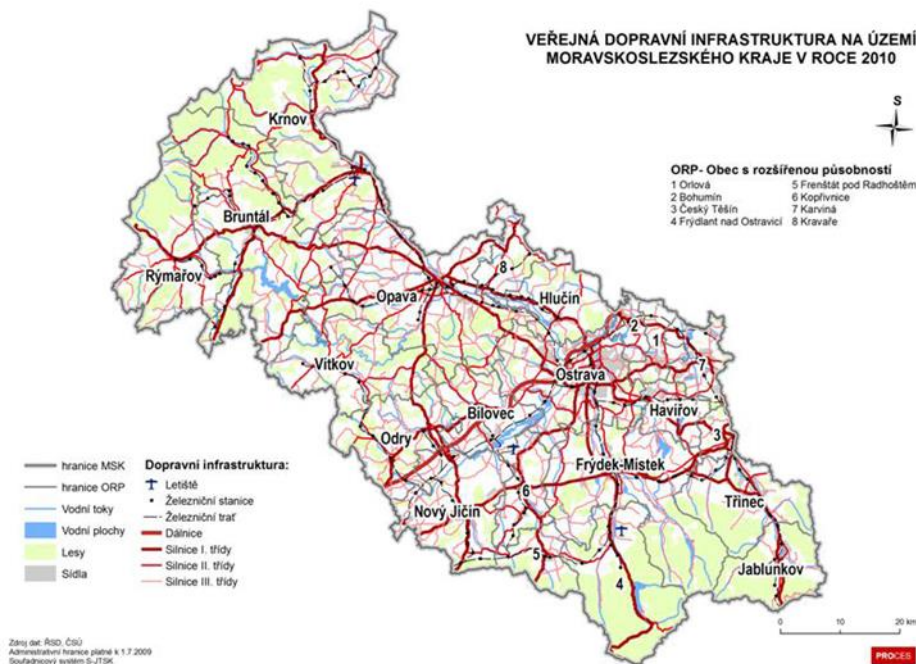 VEŘEJNÁ DOPRAVNÍ INFRASTRUKTURA NA ÚZEMÍ
MORAVSKOSLEZSKÉHO KRAJE V ROCE 2010
S
ORP- Obec s rozšířenou působností
1 Orlová
2 Bohumín
3 Český Těšín
4 Frýdlant nad Ostravicí
5 Frenštát pod Radhoštěm
6 Kopřivnice
7 Karviná
8 Kravaře
Krnov
Bruntál
Rýmařov
8
Opava
Hlučín
2
1
Vítkov
Ostrava
7
Bílovec
Havířov
Odry
3
Frýdek-Místek
6
Třinec
Nový Jičín
5
4
Jablunkov
hranice MSK
hranice ORP
Vodní toky
Vodní plochy
Lesy
Sídla
Dopravní infrastruktura:
Letiště
Železniční stanice
Železniční trať
Dálnice
Silnice I. třídy
Silnice II. třídy
Silnice III. třídy
0 10 20 km
Zdroj dat: ŘSD, ČSÚ
Administrativní hranice platné k 1.7.2009
Souřadnicový systém S-JTSK
PROCES